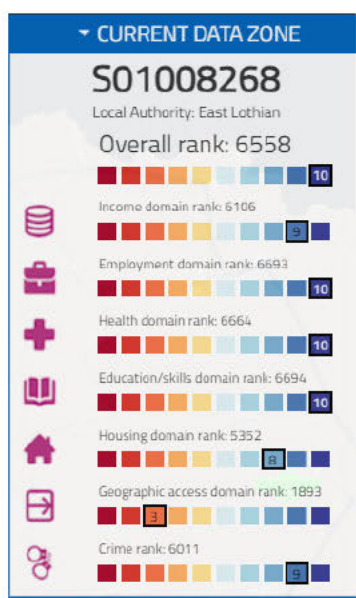 CURRENT DATA ZONE
S01008268
Local Authority: East Lothian
Overall rank: 6558
10
Income domain rank: 6106
9
Employment domain rank: 6693
10
Health domain rank: 6664
10
Education/skills domain rank: 6694
10
Housing domain rank: 5352
8
Geographic access domain rank: 1893
3
Crime rank: 6011
9